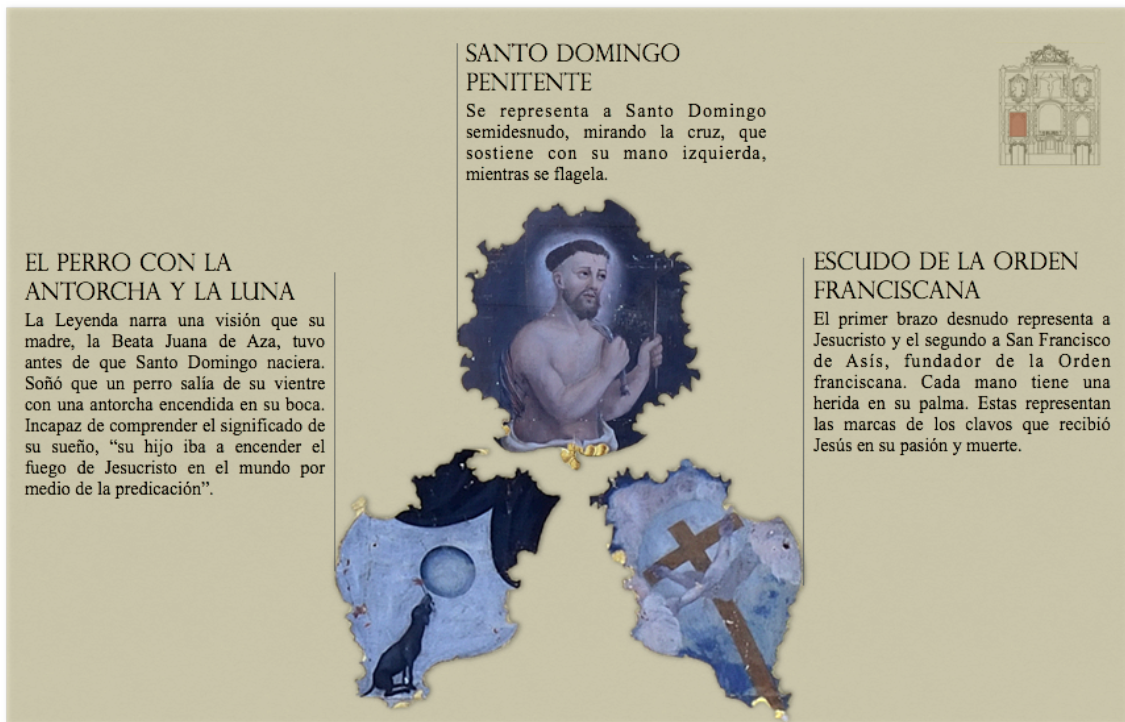 SANTO DOMINGO
PENITENTE
Se representa a Santo Domingo
semidesnudo, mirando la cruz, que
sostiene con su mano izquierda,
mientras se flagela.
EL PERRO CON LA
ANTORCHA Y LA LUNA
La Leyenda narra una visión que su
madre, la Beata Juana de Aza, tuvo
antes de que Santo Domingo naciera.
Soñó que un perro salía de su vientre
con una antorcha encendida en su boca.
Incapaz de comprender el significado de
su sueño, “su hijo iba a encender el
fuego de Jesucristo en el mundo por
medio de la predicación”.
ESCUDO DE LA ORDEN
FRANCISCANA
El primer brazo desnudo representa a
Jesucristo y el segundo a San Francisco
de Asís, fundador de la Orden
franciscana. Cada mano tiene una
herida en su palma. Estas representan
las marcas de los clavos que recibió
Jesús en su pasión y muerte.